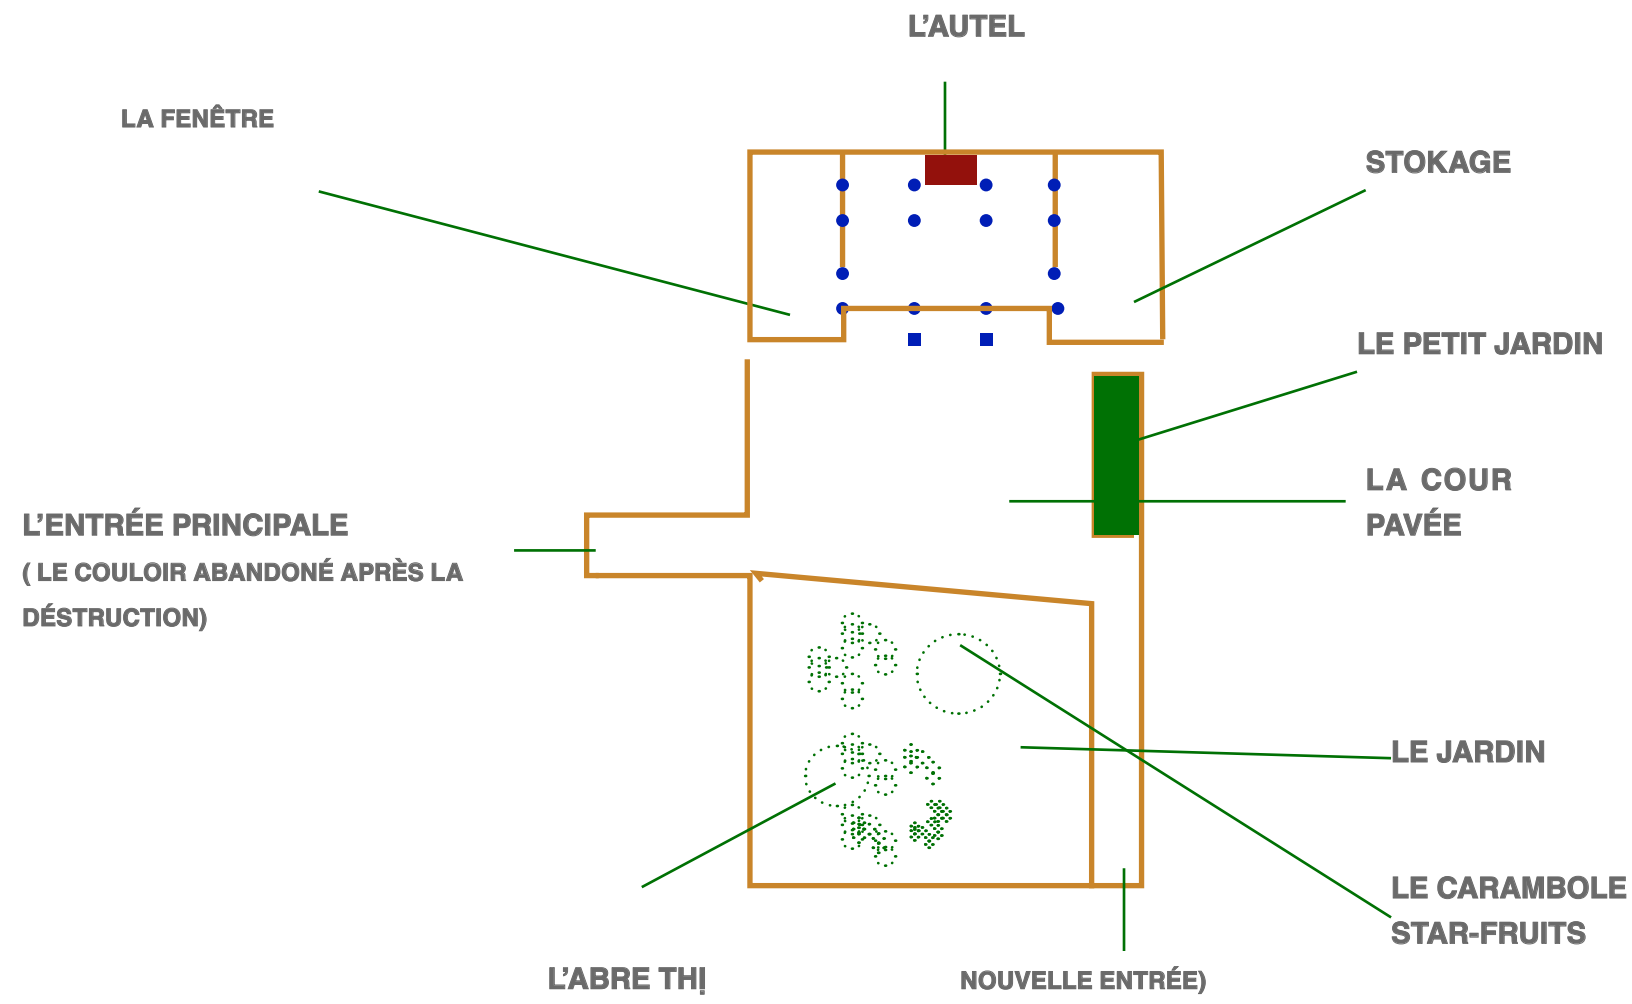 L'AUTEL
LA FENÊTRE
STOKAGE
LE PETIT JARDIN
LA COUR
PAVÉE
L'ENTRÉE PRINCIPALE
( LE COULOIR ABANDONÉ APRÈS LA
DÉSTRUCTION)
LE JARDIN
LE CARAMBOLE
STAR-FRUITS
L'ABRE THỊ
NOUVELLE ENTRÉE)